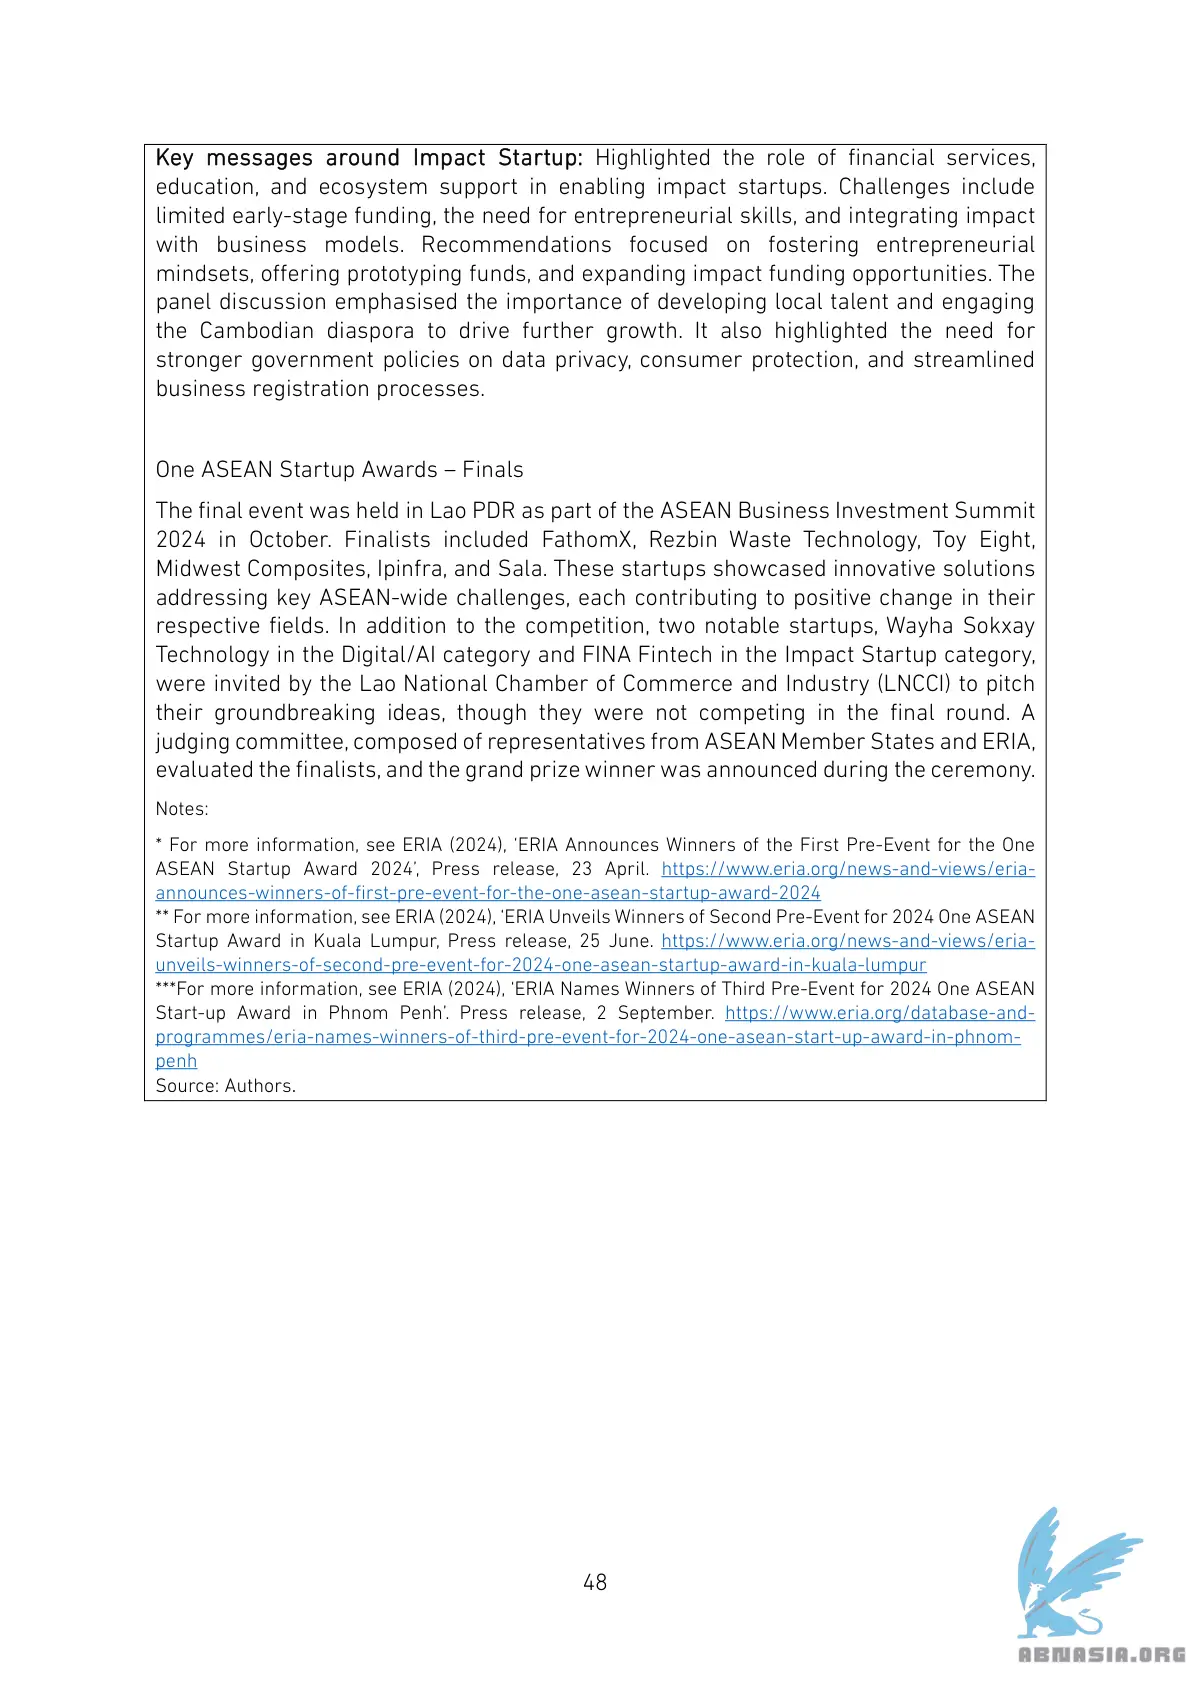 Key messages around Impact Startup: Highlighted the role of financial services,
education, and ecosystem support in enabling impact startups. Challenges include
limited early-stage funding, the need for entrepreneurial skills, and integrating impact
with business models. Recommendations focused on fostering entrepreneurial
mindsets, offering prototyping funds, and expanding impact funding opportunities. The
panel discussion emphasised the importance of developing local talent and engaging
the Cambodian diaspora to drive further growth. It also highlighted the need for
stronger government policies on data privacy, consumer protection, and streamlined
business registration processes.
One ASEAN Startup Awards – Finals
The final event was held in Lao PDR as part of the ASEAN Business Investment Summit
2024 in October. Finalists included FathomX, Rezbin Waste Technology, Toy Eight,
Midwest Composites, Ipinfra, and Sala. These startups showcased innovative solutions
addressing key ASEAN-wide challenges, each contributing to positive change in their
respective fields. In addition to the competition, two notable startups, Wayha Sokxay
Technology in the Digital/AI category and FINA Fintech in the Impact Startup category,
were invited by the Lao National Chamber of Commerce and Industry (LNCCI) to pitch
their groundbreaking ideas, though they were not competing in the final round. A
judging committee, composed of representatives from ASEAN Member States and ERIA,
evaluated the finalists, and the grand prize winner was announced during the ceremony.
Notes:
* For more information, see ERIA (2024), ‘ERIA Announces Winners of the First Pre-Event for the One
ASEAN Startup Award 2024’, Press release, 23 April. https://www.eria.org/news-and-views/eria-
announces-winners-of-first-pre-event-for-the-one-asean-startup-award-2024
** For more information, see ERIA (2024), ‘ERIA Unveils Winners of Second Pre-Event for 2024 One ASEAN
Startup Award in Kuala Lumpur, Press release, 25 June. https://www.eria.org/news-and-views/eria-
unveils-winners-of-second-pre-event-for-2024-one-asean-startup-award-in-kuala-lumpur
***For more information, see ERIA (2024), ‘ERIA Names Winners of Third Pre-Event for 2024 One ASEAN
Start-up Award in Phnom Penh’. Press release, 2 September. https://www.eria.org/database-and-
programmes/eria-names-winners-of-third-pre-event-for-2024-one-asean-start-up-award-in-phnom-
penh
Source: Authors.
48
ABNASIA.ORG